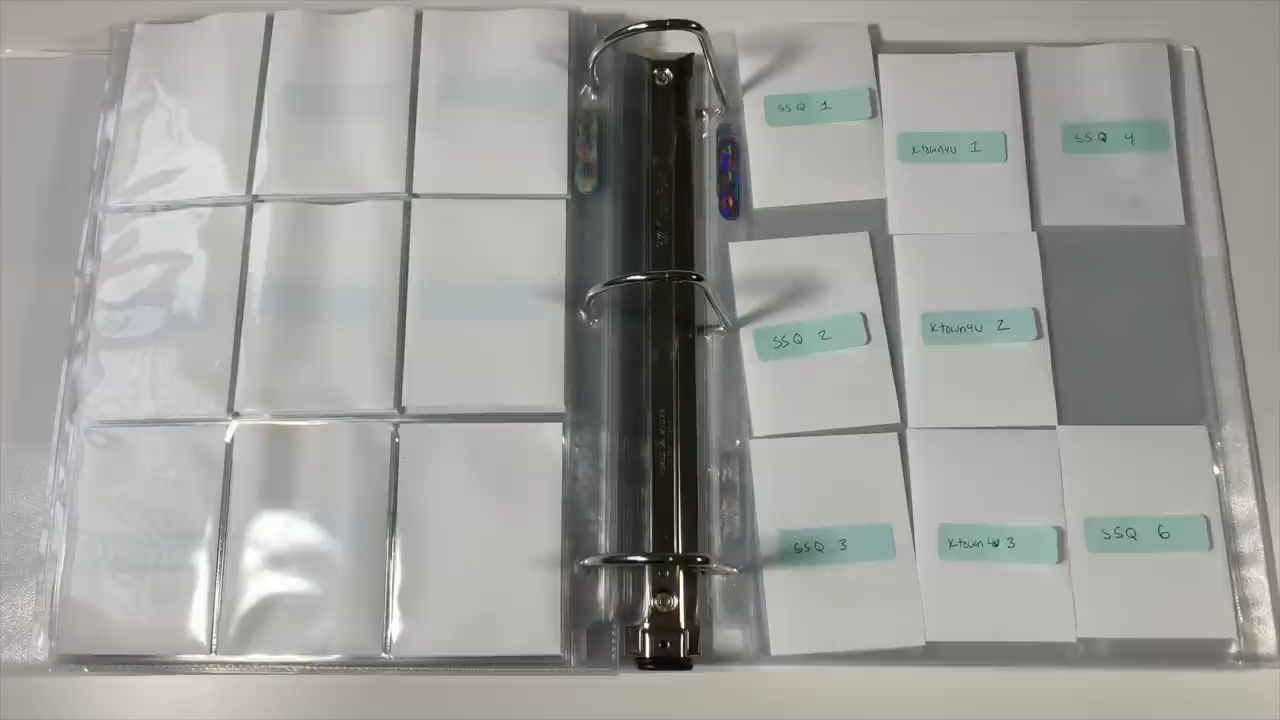 SSQ 1
Ktown4u 1
SSQ 4
SSQ 2
Ktown4u 2
SSQ 3
Ktown4u 3
SSQ 6